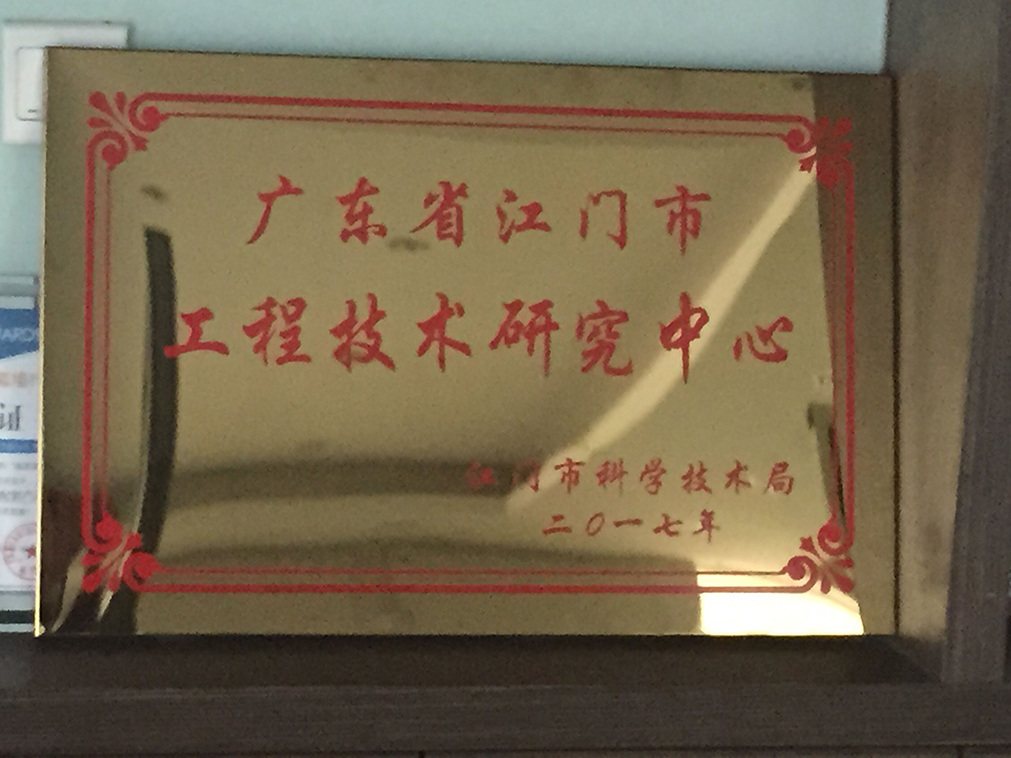 广东省江门市
工程技术研究中心
江门市科学技术局
二〇一七年
证